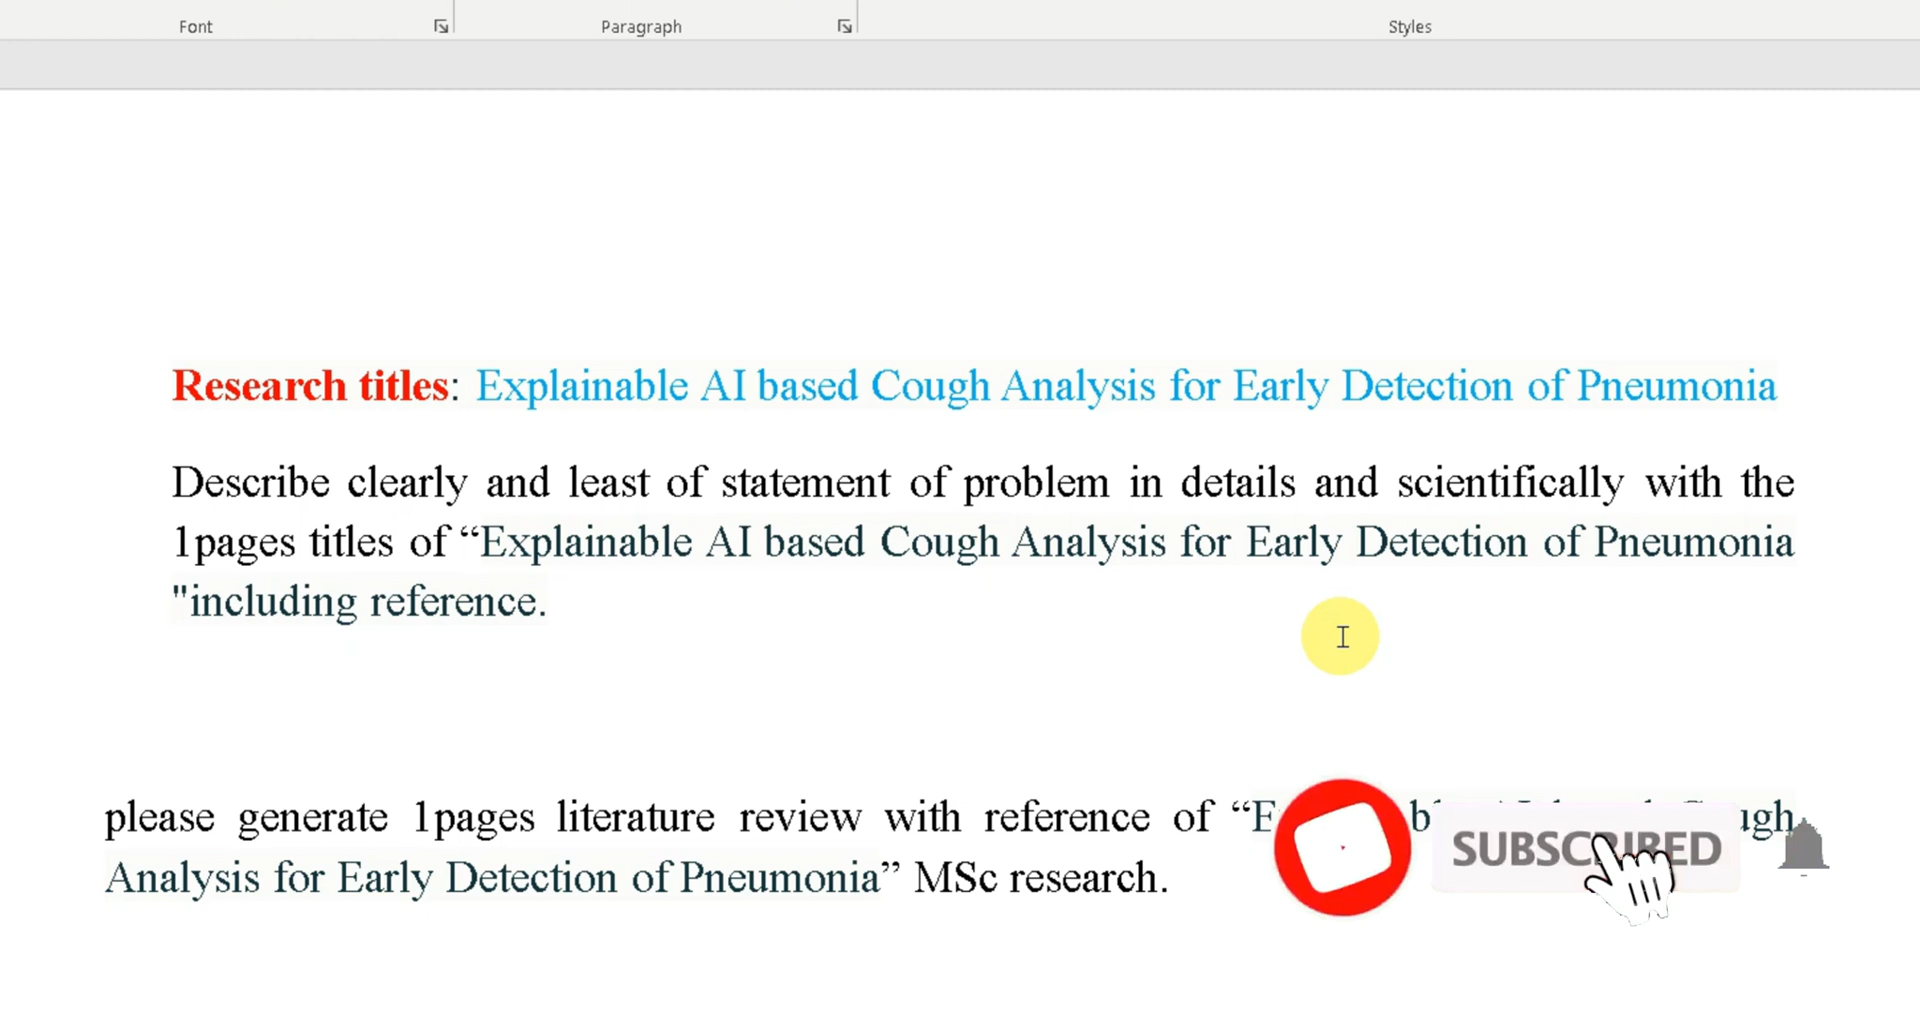 Font
Paragraph
Styles
Research titles: Explainable AI based Cough Analysis for Early Detection of Pneumonia
Describe clearly and least of statement of problem in details and scientifically with the
1pages titles of “Explainable AI based Cough Analysis for Early Detection of Pneumonia
"including reference.
please generate 1pages literature review with reference of “
Analysis for Early Detection of Pneumonia” MSc research.
SUBSCRIBED